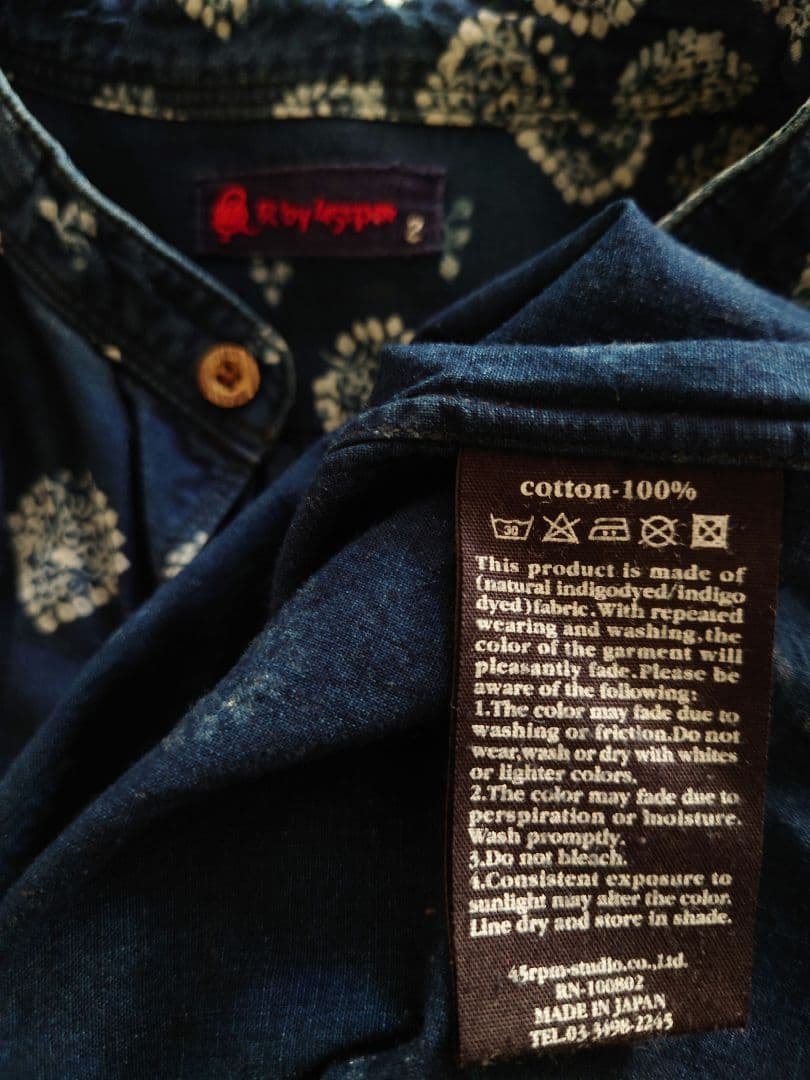 R by 45rpm 2
cotton-100%
30
This product is made of
(natural indigodyed/indigo
dyed)fabric.With repeated
wearing and washing,the
color of the garment will
pleasantly fade.Please be
aware of the following:
1.The color may fade due to
washing or friction.Do not
wear,wash or dry with whites
or lighter colors.
2.The color may fade due to
perspiration or moisture.
Wash promptly.
3.Do not bleach.
4.Consistent exposure to
sunlight may alter the color.
Line dry and store in shade.
45rpm-studio.co.,Ltd.
RN-100802
MADE IN JAPAN
TEL.03-3498-2245